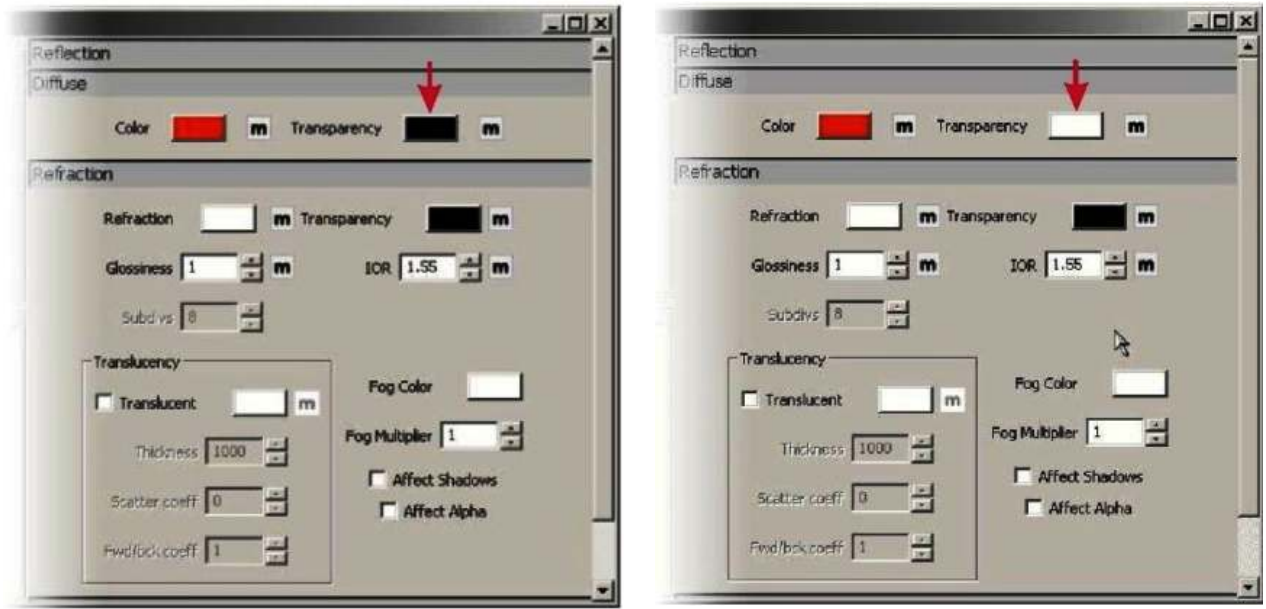 Reflection
Diffuse
Color m Transparency m
Refraction
Refraction m Transparency m
Glossiness 1 m IOR 1.55 m
Subdivs 8
Translucency
Translucent m
Fog Color
Thickness 1000
Fog Multiplier 1
Scatter coeff 0
Affect Shadows
Affect Alpha
Fwd/bck coeff 1
Reflection
Diffuse
Color m Transparency m
Refraction
Refraction m Transparency m
Glossiness 1 m IOR 1.55 m
Subdivs 8
Translucency
Translucent m
Fog Color
Thickness 1000
Fog Multiplier 1
Scatter coeff 0
Affect Shadows
Affect Alpha
Fwd/bck coeff 1